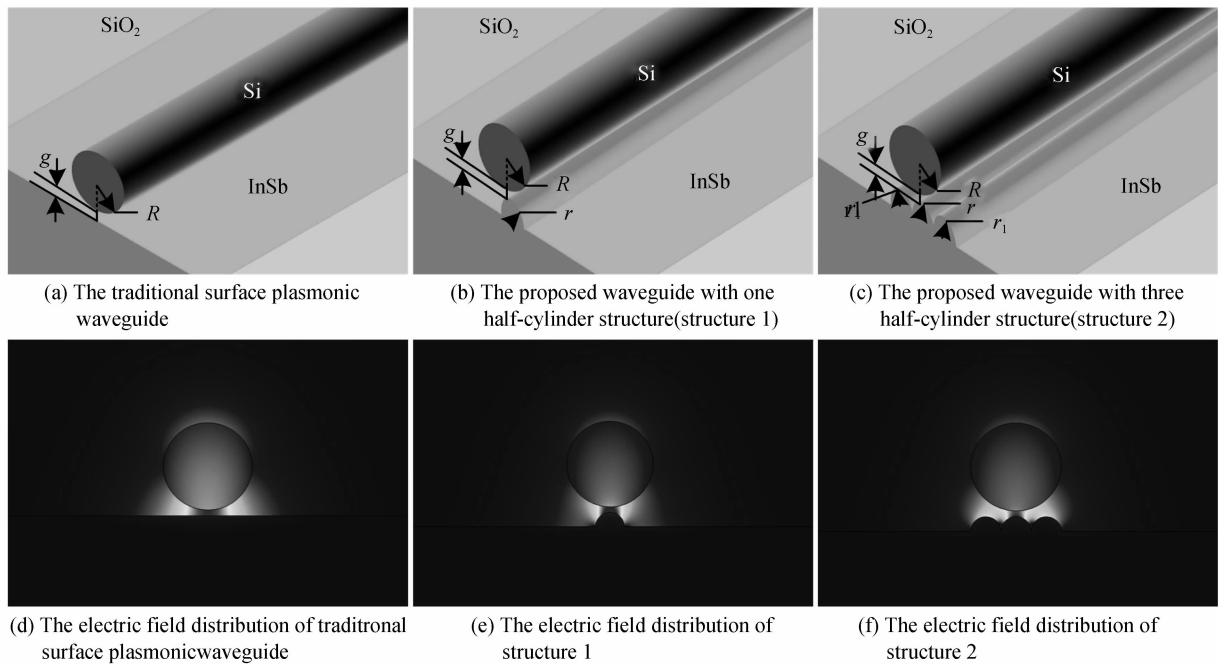 SiO2
Si
g
InSb
R
SiO2
Si
g
InSb
R
r
SiO2
Si
g
InSb
R
r
r1
r1
(a) The traditional surface plasmonic
waveguide
(b) The proposed waveguide with one
half-cylinder structure(structure 1)
(c) The proposed waveguide with three
half-cylinder structure(structure 2)
(d) The electric field distribution of traditronal
surface plasmonicwaveguide
(e) The electric field distribution of
structure 1
(f) The electric field distribution of
structure 2